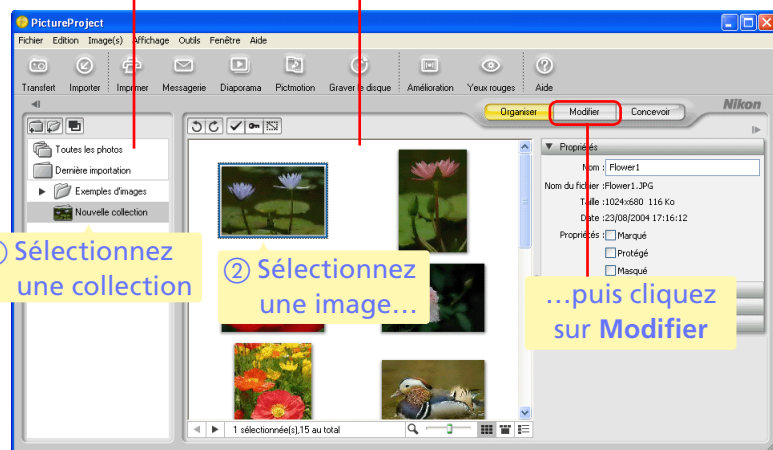 PictureProject
Fichier Edition Image(s) Affichage Outils Fenêtre Aide
Transfert Importer Imprimer Messagerie Diaporama Pictmotion Graver le disque Amélioration Yeux rouges Aide
Organiser Modifier Concevoir Nikon
Toutes les photos
Dernière importation
Exemples d'images
Nouvelle collection
Propriétés
Nom : Flower1
Nom du fichier :Flower1.JPG
Taille :1024x680 116 Ko
Date :23/08/2004 17:16:12
Propriétés : Marqué
Protégé
Masqué
Sélectionnez
une collection
② Sélectionnez
une image…
…puis cliquez
sur Modifier
1 sélectionnée(s),15 au total